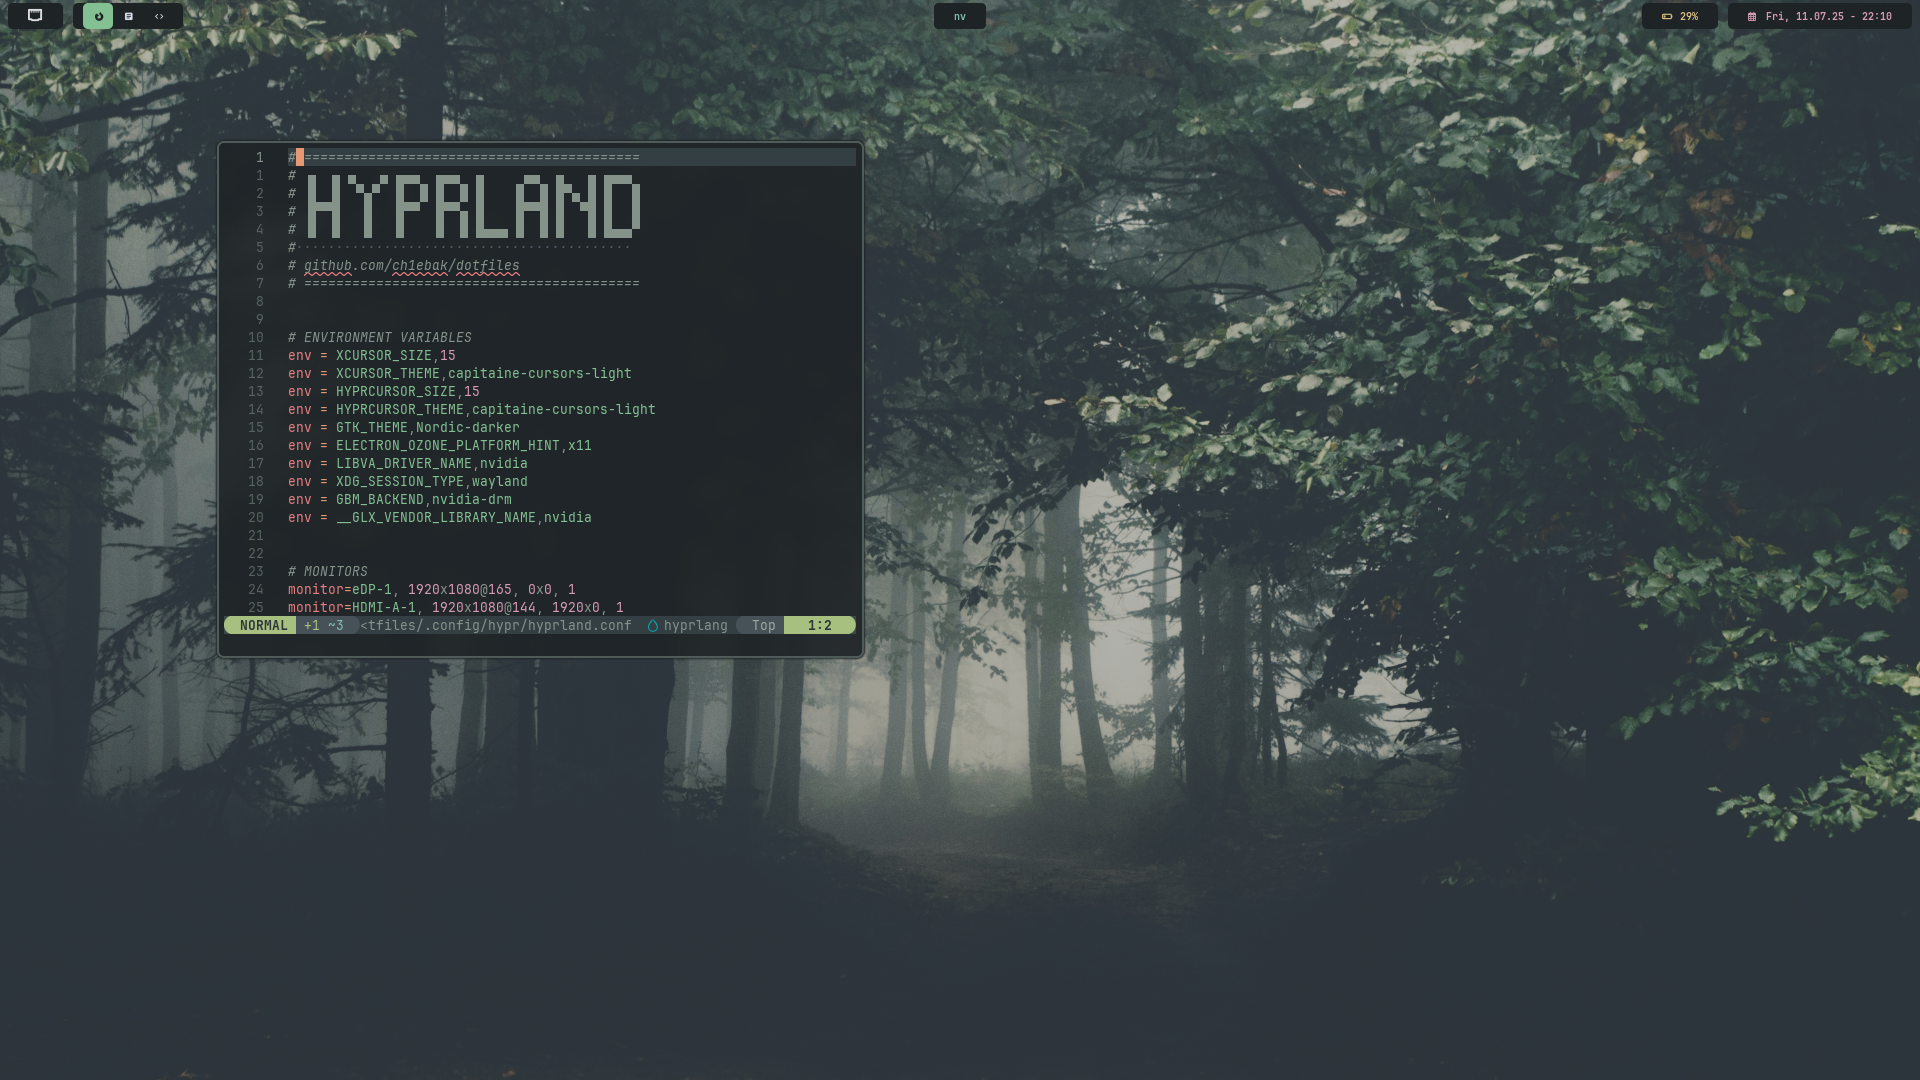 nv
29%
Fri, 11.07.25 - 22:10
1 # ==========================================
1 #
2 # HYPRLAND
3 #
4 #
5 #·········································
6 # github.com/ch1ebak/dotfiles
7 # ==========================================
8
9
10 # ENVIRONMENT VARIABLES
11 env = XCURSOR_SIZE,15
12 env = XCURSOR_THEME,capitaine-cursors-light
13 env = HYPRCURSOR_SIZE,15
14 env = HYPRCURSOR_THEME,capitaine-cursors-light
15 env = GTK_THEME,Nordic-darker
16 env = ELECTRON_OZONE_PLATFORM_HINT,x11
17 env = LIBVA_DRIVER_NAME,nvidia
18 env = XDG_SESSION_TYPE,wayland
19 env = GBM_BACKEND,nvidia-drm
20 env = __GLX_VENDOR_LIBRARY_NAME,nvidia
21
22
23 # MONITORS
24 monitor=eDP-1, 1920x1080@165, 0x0, 1
25 monitor=HDMI-A-1, 1920x1080@144, 1920x0, 1
NORMAL +1 ~3 <tfiles/.config/hypr/hyprland.conf hyprlang Top 1:2